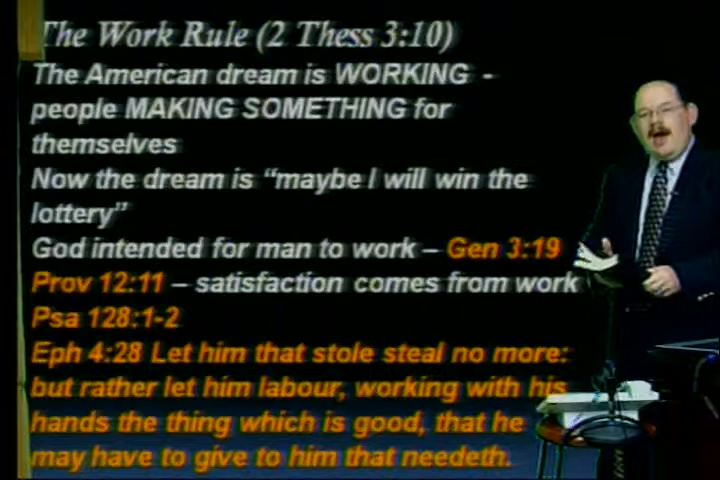 The Work Rule (2 Thess 3:10)
The American dream is WORKING -
people MAKING SOMETHING for
themselves
Now the dream is “maybe I will win the
lottery”
God intended for man to work – Gen 3:19
Prov 12:11 – satisfaction comes from work
Psa 128:1-2
Eph 4:28 Let him that stole steal no more:
but rather let him labour, working with his
hands the thing which is good, that he
may have to give to him that needeth.